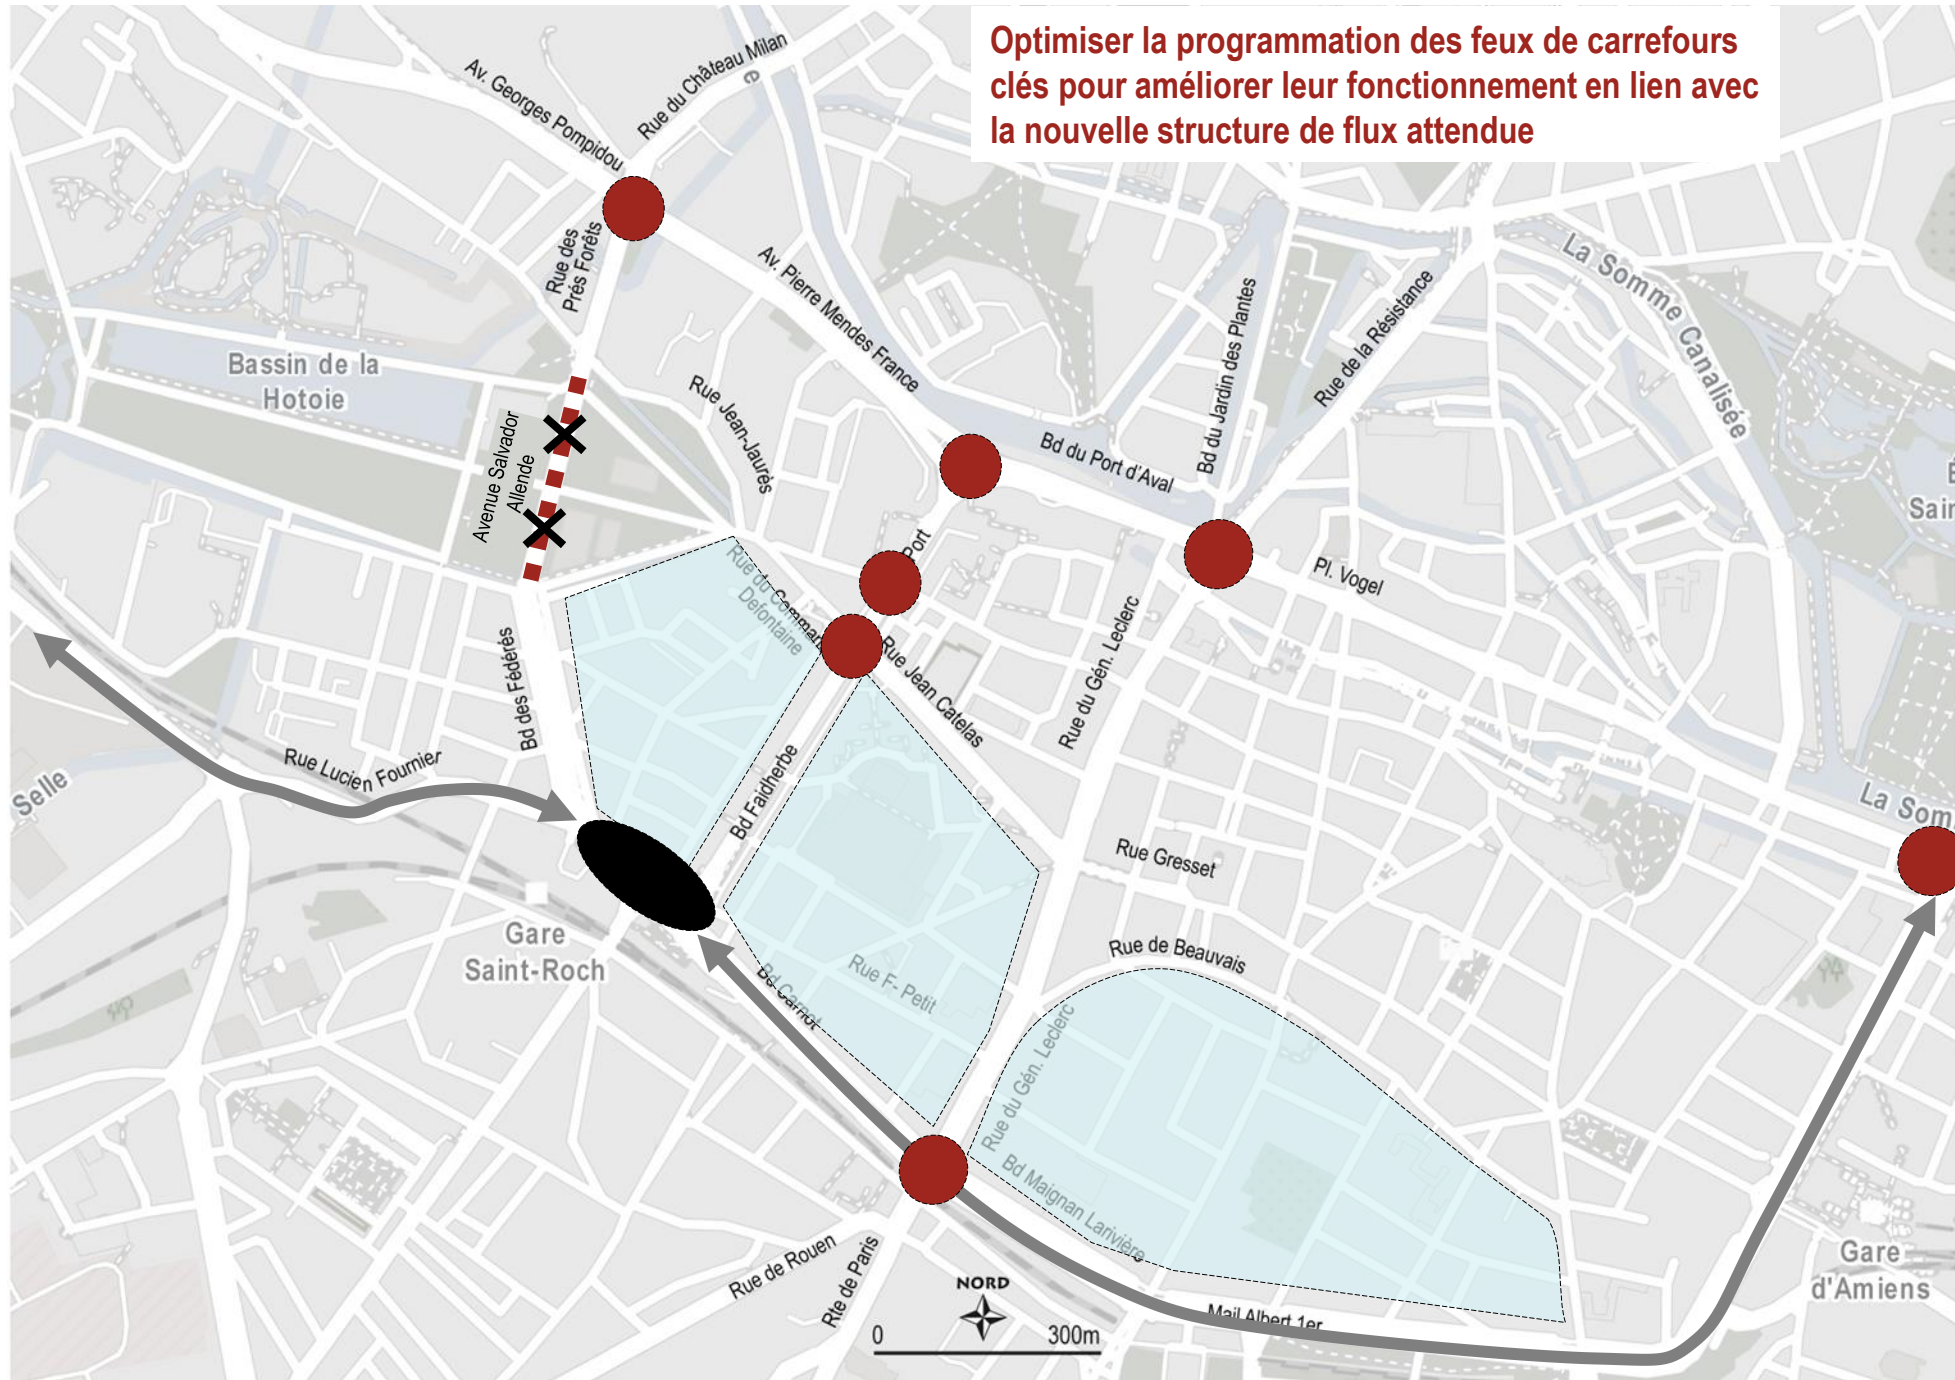 Optimiser la programmation des feux de carrefours
clés pour améliorer leur fonctionnement en lien avec
la nouvelle structure de flux attendue
Av. Georges Pompidou
Rue du Château Milan
Rue des
Prés Forêts
Av. Pierre Mendes France
Bd du Jardin des Plantes
Rue de la Résistance
La Somme Canalisée
Bassin de la
Hotoie
Rue Jean-Jaurés
Avenue Salvador
Allende
Bd du Port d'Aval
Port
Pl. Vogel
Rue du Comman
Defontaine
Rue Jean Catelas
Rue du Gén. Leclerc
Bd des Fédérés
Rue Lucien Fournier
Selle
Bd Faidherbe
Rue Gresset
La Som
Gare
Saint-Roch
Rue de Beauvais
Rue F- Petit
Bd Carnot
Rue du Gén. Leclerc
Bd Maignan Larivière
Rue de Rouen
Rte de Paris
NORD
0 300m
Mail Albert 1er
Gare
d'Amiens